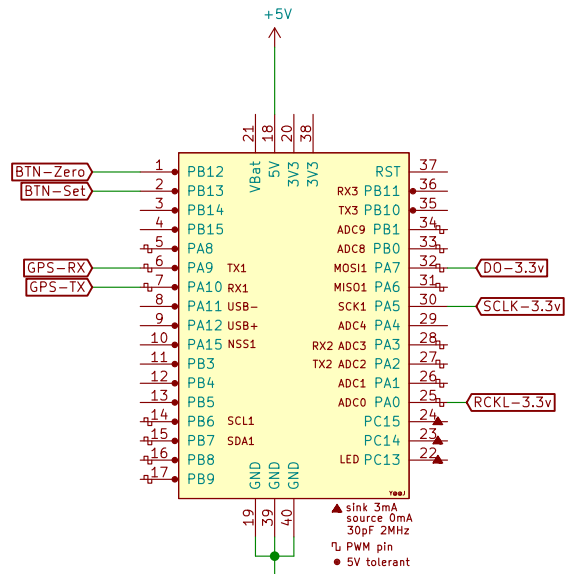 +5V
21 18 20 38
VBat 5V 3V3 3V3
BTN-Zero 1 PB12 RST 37
BTN-Set 2 PB13 RX3 PB11 36
3 PB14 TX3 PB10 35
4 PB15 ADC9 PB1 34
5 PA8 ADC8 PB0 33
GPS-RX 6 PA9 TX1 MOSI1 PA7 32 DO-3.3v
GPS-TX 7 PA10 RX1 MISO1 PA6 31
8 PA11 USB- SCK1 PA5 30 SCLK-3.3v
9 PA12 USB+ ADC4 PA4 29
10 PA15 NSS1 RX2 ADC3 PA3 28
11 PB3 TX2 ADC2 PA2 27
12 PB4 ADC1 PA1 26
13 PB5 ADC0 PA0 25 RCKL-3.3v
14 PB6 SCL1 PC15 24
15 PB7 SDA1 PC14 23
16 PB8 LED PC13 22
17 PB9
GND GND GND
19 39 40
sink 3mA
source 0mA
30pF 2MHz
PWM pin
5V tolerant